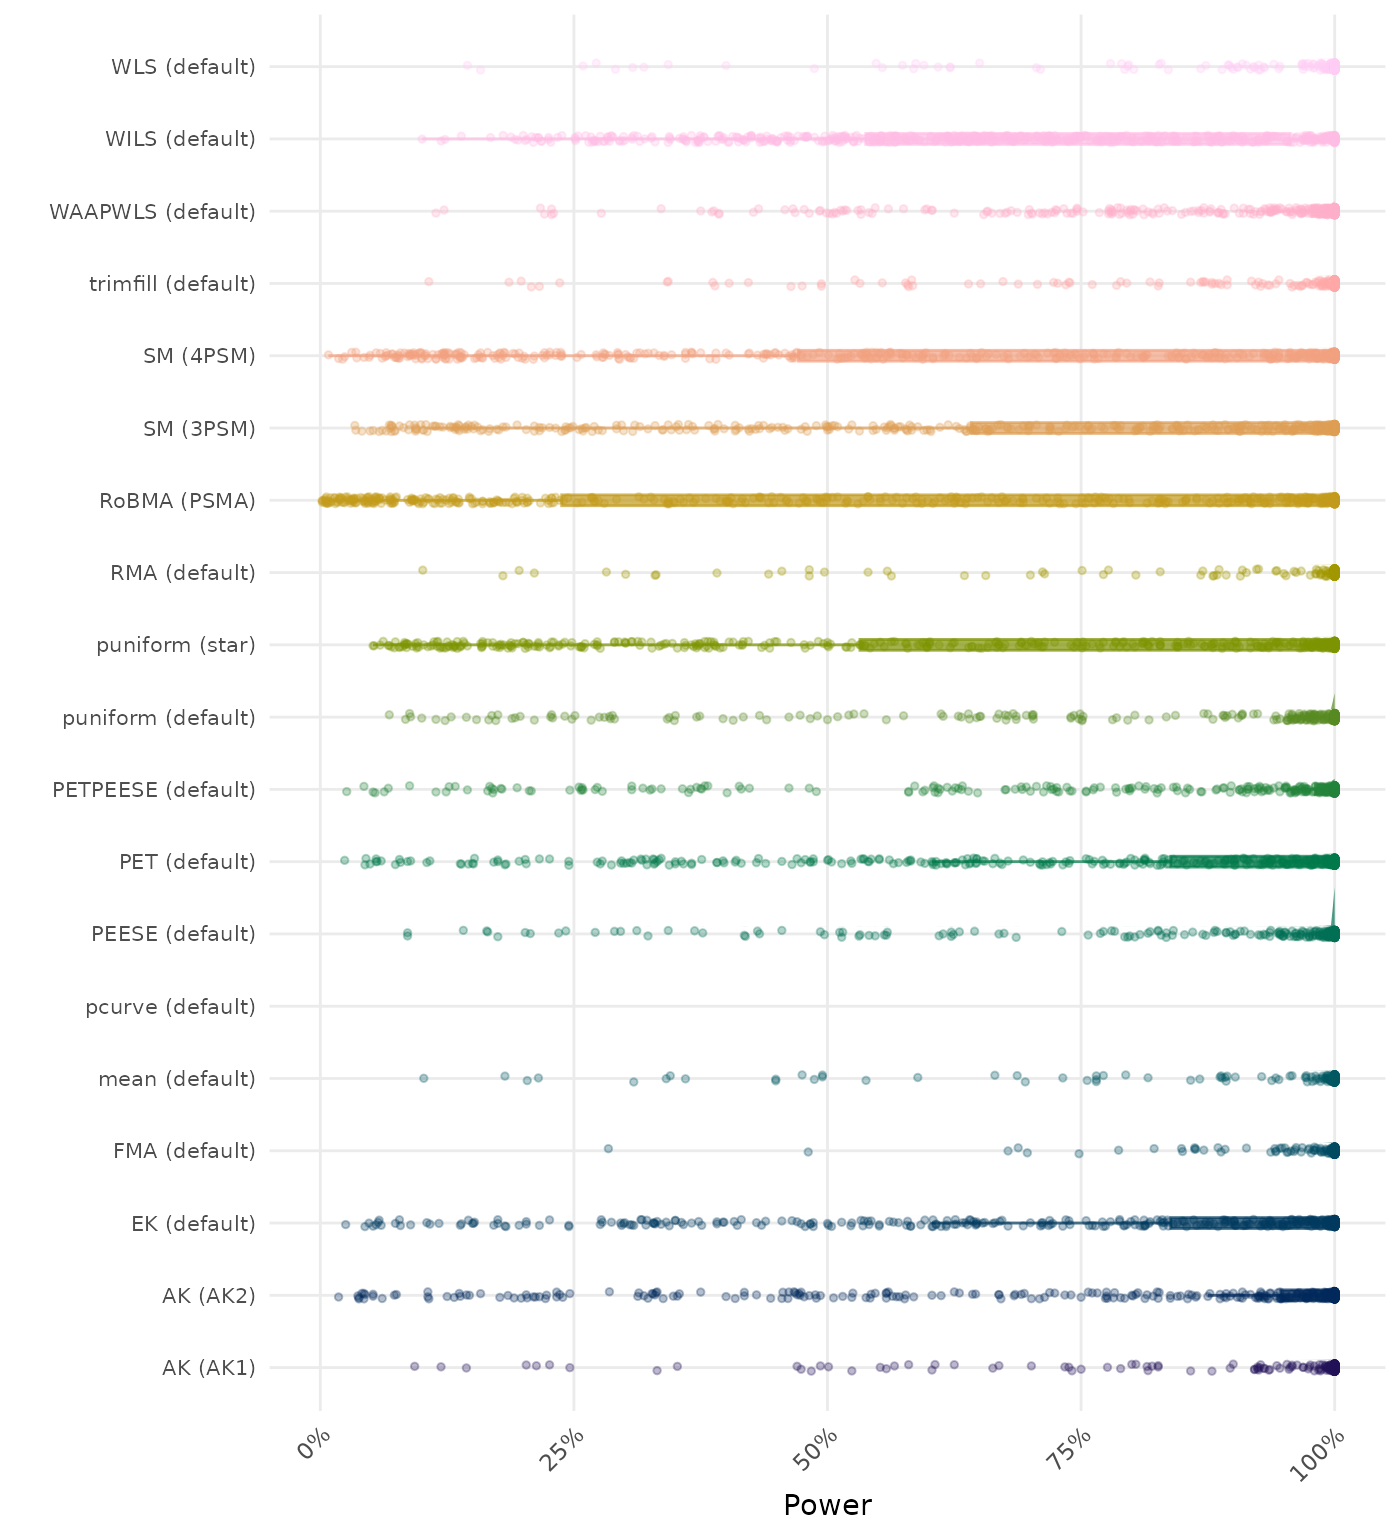 WLS (default)
WILS (default)
WAAPWLS (default)
trimfill (default)
SM (4PSM)
SM (3PSM)
RoBMA (PSMA)
RMA (default)
puniform (star)
puniform (default)
PETPEESE (default)
PET (default)
PEESE (default)
pcurve (default)
mean (default)
FMA (default)
EK (default)
AK (AK2)
AK (AK1)
0% 25% 50% 75% 100%
Power